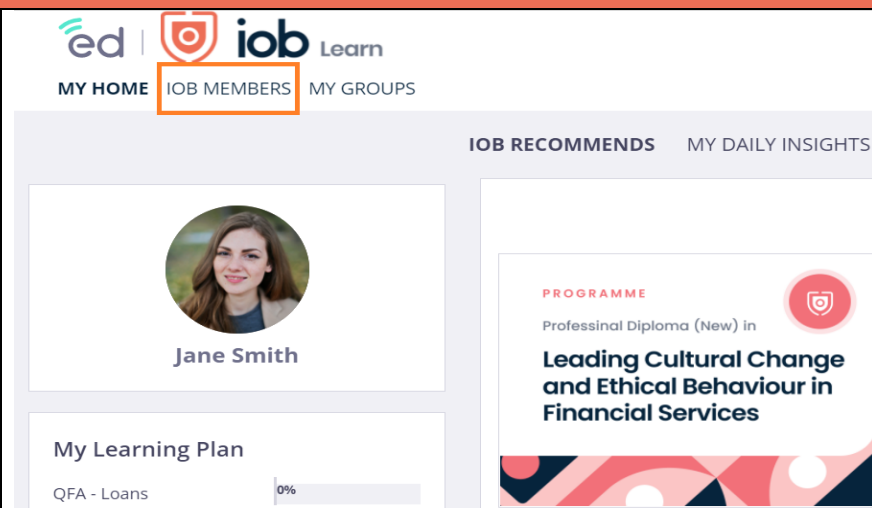 ed | iob Learn
MY HOME IOB MEMBERS MY GROUPS
IOB RECOMMENDS MY DAILY INSIGHTS
Jane Smith
My Learning Plan
QFA - Loans 0%
PROGRAMME
Professinal Diploma (New) in
Leading Cultural Change
and Ethical Behaviour in
Financial Services